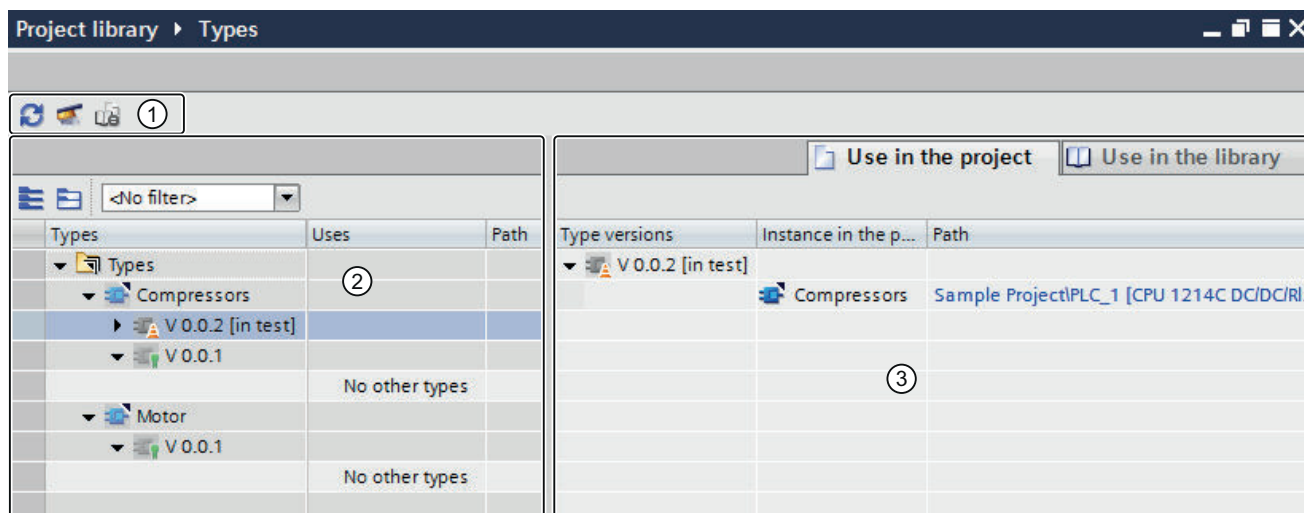 Project library ▸ Types
①
Use in the project Use in the library
<No filter>
Types Uses Path
Types
②
Compressors
V 0.0.2 [in test]
V 0.0.1
No other types
Motor
V 0.0.1
No other types
Type versions Instance in the p... Path
V 0.0.2 [in test]
Compressors Sample Project\PLC_1 [CPU 1214C DC/DC/Rl
③